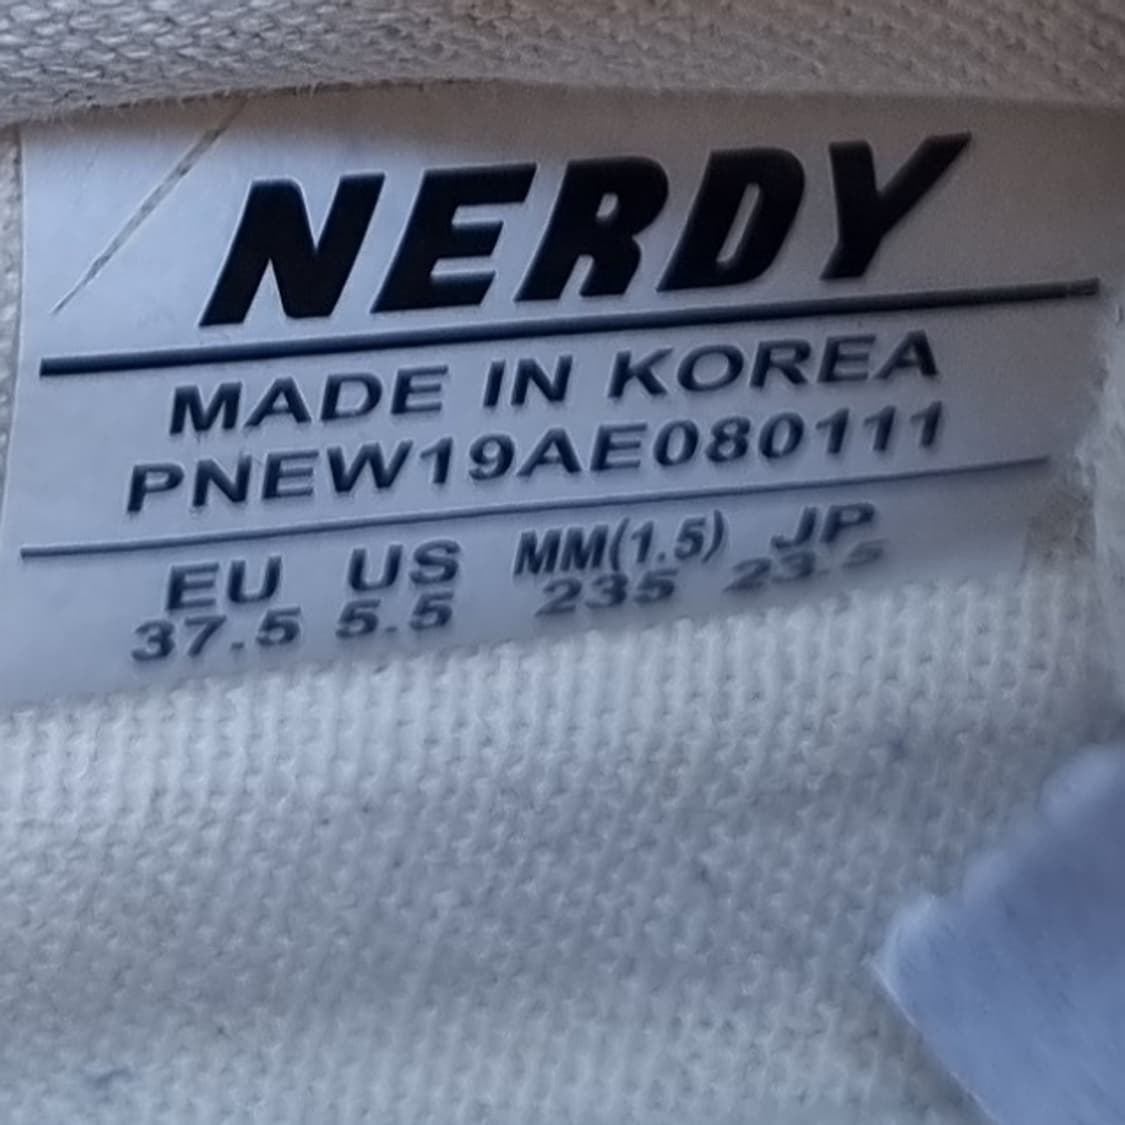 NERDY
MADE IN KOREA
PNEW19AE080111
EU US MM(1.5) JP
37.5 5.5 235 23.5